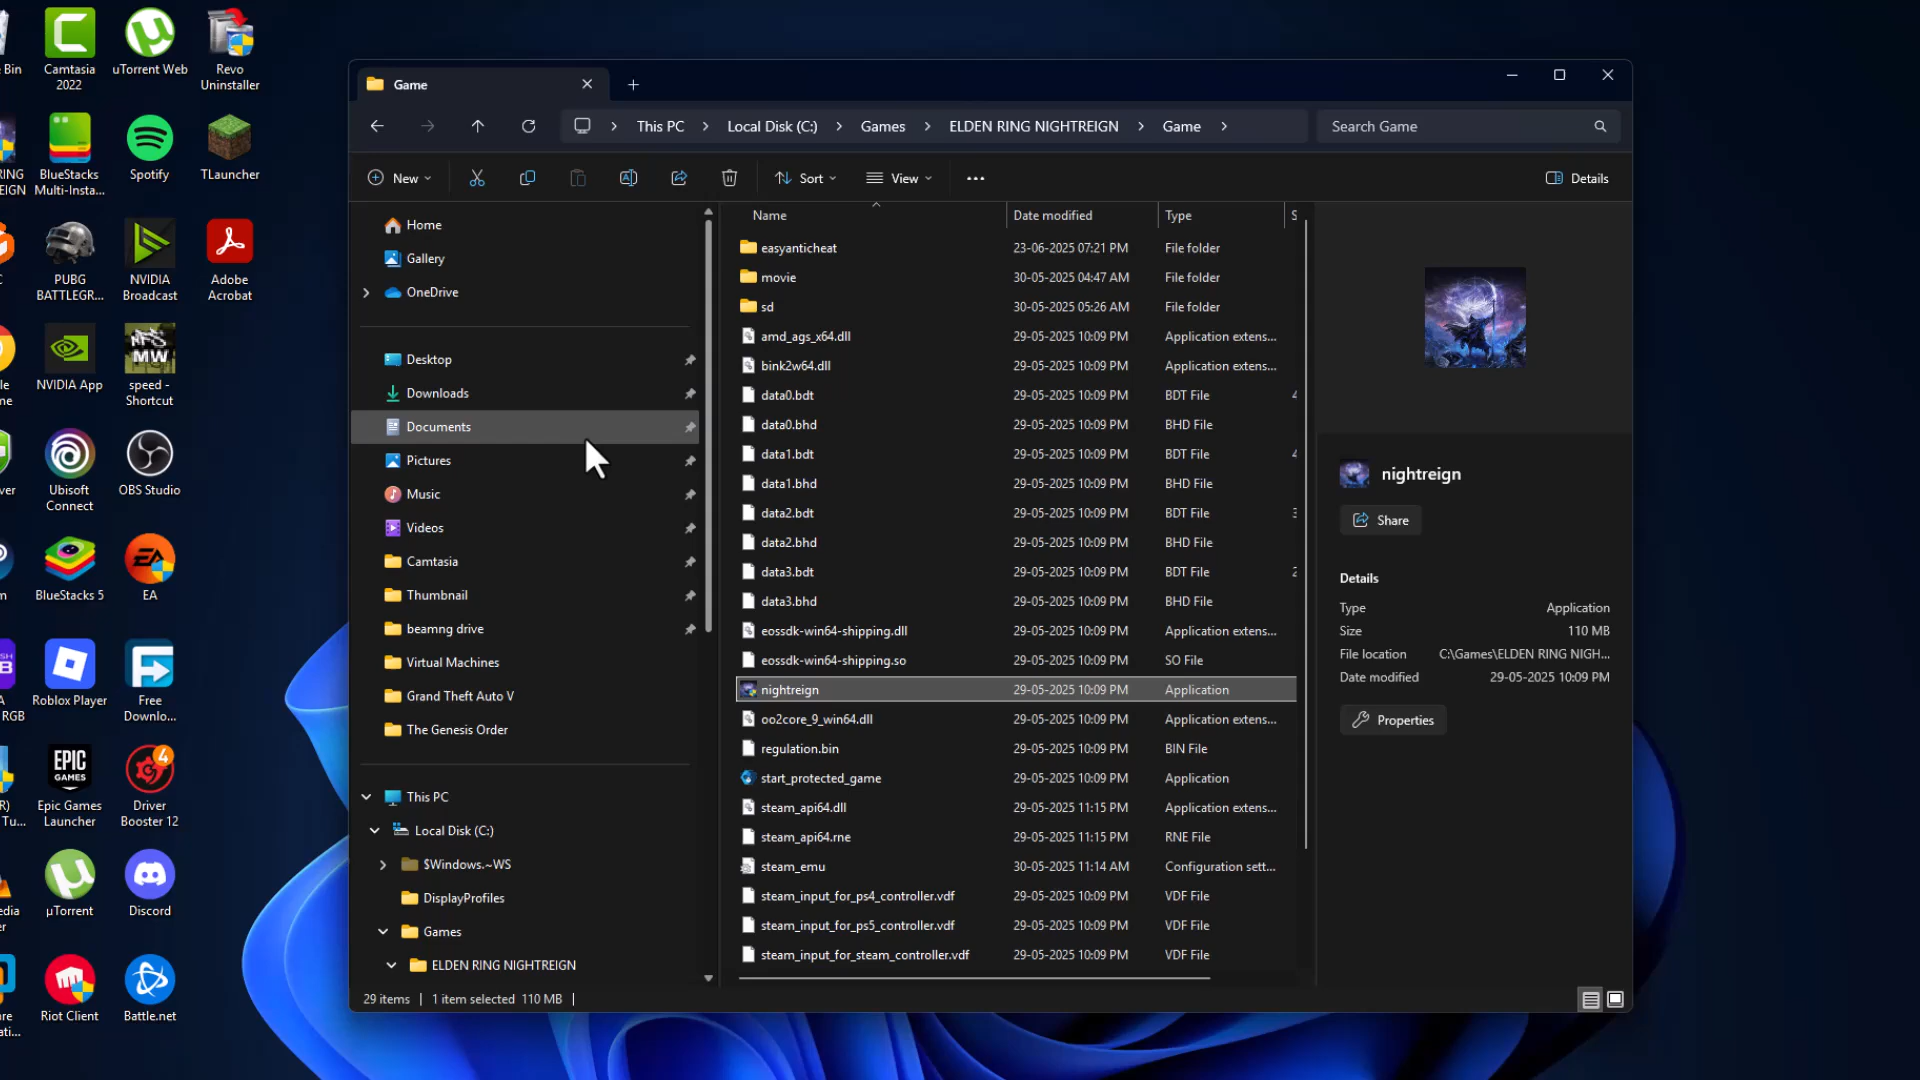 Bin
Camtasia
2022
uTorrent Web
Revo
Uninstaller
RING
EIGN
BlueStacks
Multi-Insta...
Spotify
TLauncher
C
PUBG
BATTLEGR...
NVIDIA
Broadcast
Adobe
Acrobat
NVIDIA App
NFS
MW
speed -
Shortcut
Ubisoft
Connect
OBS Studio
BlueStacks 5
EA
EA
RGB
Roblox Player
Free
Downlo...
R)
Tu...
EPIC
GAMES
Epic Games
Launcher
4
Driver
Booster 12
µTorrent
Discord
Riot Client
Battle.net
Game
This PC
Local Disk (C:)
Games
ELDEN RING NIGHTREIGN
Game
Search Game
New
Sort
View
Details
Home
Gallery
OneDrive
Desktop
Downloads
Documents
Pictures
Music
Videos
Camtasia
Thumbnail
beamng drive
Virtual Machines
Grand Theft Auto V
The Genesis Order
This PC
Local Disk (C:)
$Windows.~WS
DisplayProfiles
Games
ELDEN RING NIGHTREIGN
Name Date modified Type S
easyanticheat 23-06-2025 07:21 PM File folder
movie 30-05-2025 04:47 AM File folder
sd 30-05-2025 05:26 AM File folder
amd_ags_x64.dll 29-05-2025 10:09 PM Application extens...
bink2w64.dll 29-05-2025 10:09 PM Application extens...
data0.bdt 29-05-2025 10:09 PM BDT File 4
data0.bhd 29-05-2025 10:09 PM BHD File
data1.bdt 29-05-2025 10:09 PM BDT File 4
data1.bhd 29-05-2025 10:09 PM BHD File
data2.bdt 29-05-2025 10:09 PM BDT File 3
data2.bhd 29-05-2025 10:09 PM BHD File
data3.bdt 29-05-2025 10:09 PM BDT File 2
data3.bhd 29-05-2025 10:09 PM BHD File
eossdk-win64-shipping.dll 29-05-2025 10:09 PM Application extens...
eossdk-win64-shipping.so 29-05-2025 10:09 PM SO File
nightreign 29-05-2025 10:09 PM Application
oo2core_9_win64.dll 29-05-2025 10:09 PM Application extens...
regulation.bin 29-05-2025 10:09 PM BIN File
start_protected_game 29-05-2025 10:09 PM Application
steam_api64.dll 29-05-2025 11:15 PM Application extens...
steam_api64.rne 29-05-2025 11:15 PM RNE File
steam_emu 30-05-2025 11:14 AM Configuration sett...
steam_input_for_ps4_controller.vdf 29-05-2025 10:09 PM VDF File
steam_input_for_ps5_controller.vdf 29-05-2025 10:09 PM VDF File
steam_input_for_steam_controller.vdf 29-05-2025 10:09 PM VDF File
nightreign
Share
Details
Type Application
Size 110 MB
File location C:\Games\ELDEN RING NIGH...
Date modified 29-05-2025 10:09 PM
Properties
29 items | 1 item selected 110 MB |